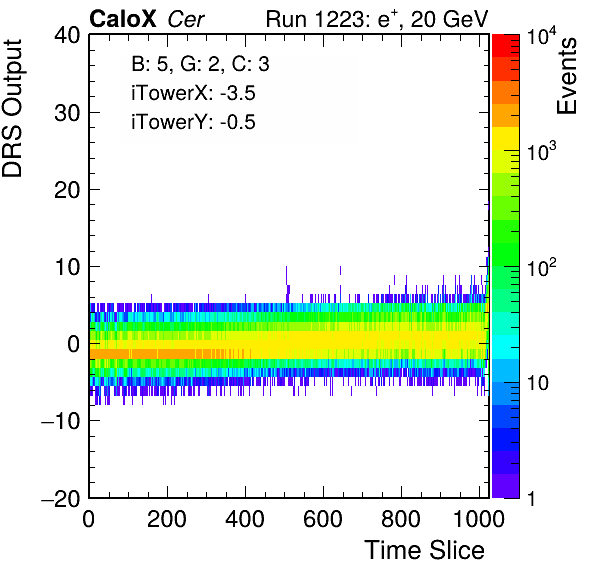 CaloX Cer Run 1223: e+, 20 GeV
B: 5, G: 2, C: 3
iTowerX: -3.5
iTowerY: -0.5
DRS Output
40
30
20
10
0
−10
−20
0 200 400 600 800 1000
Time Slice
Events
10^4
10^3
10^2
10
1